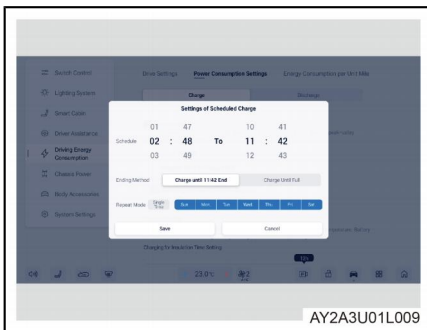 Switch Control
Drive Settings Power Consumption Settings Energy Consumption per Unit Mile
Lighting System
Charge Discharge
Smart Cabin
Settings of Scheduled Charge
01 47 10 41
Driver Assistance
Schedule 02 : 48 To 11 : 42
Driving Energy
Consumption
03 49 12 43
Chassis Power
Ending Method Charge until 11:42 End Charge Until Full
Body Accessories
Repeat Mode Single Time Sun Mon Tue Wed Thu Fri Sat
System Settings
Save Cancel
Time Setting
23.0 2
AY2A3U01L009